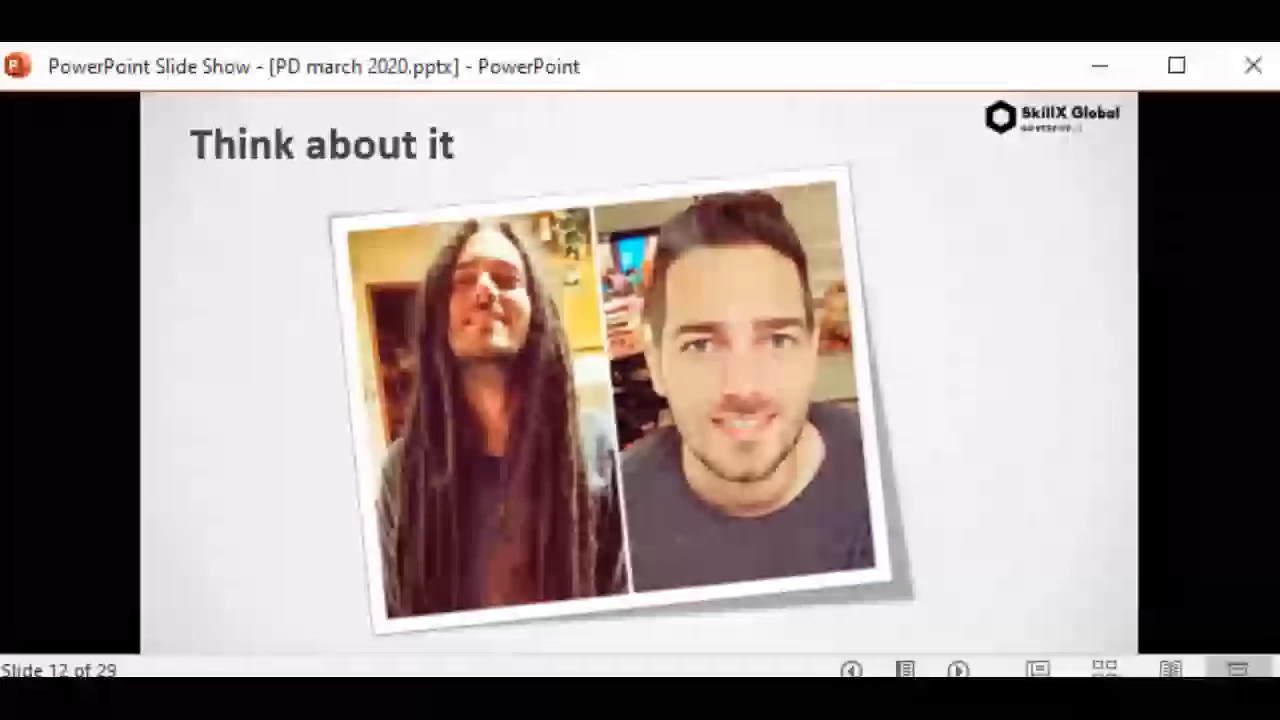 PowerPoint Slide Show - [PD march 2020.pptx] - PowerPoint
SkillX Global
Think about it
Slide 12 of 29